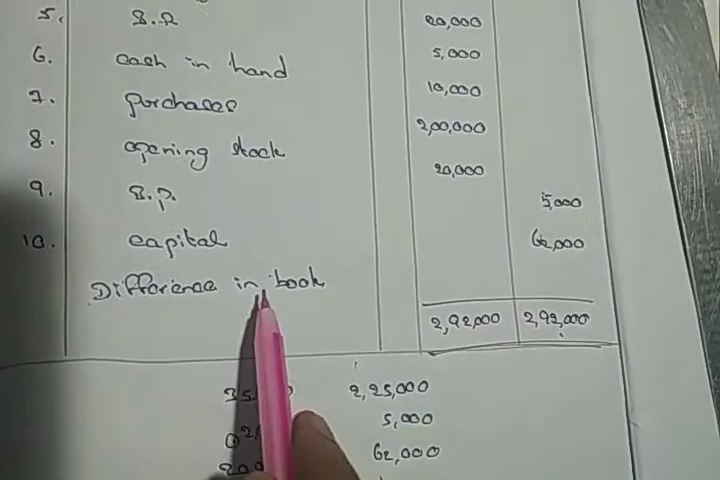 5. B.R 20,000
6. cash in hand 5,000
7. purchases 10,000
8. opening stock 2,00,000
9. B.P. 20,000 5,000
10. capital 62,000
Difference in book
2,92,000 2,92,000
2,25,000
5,000
62,000